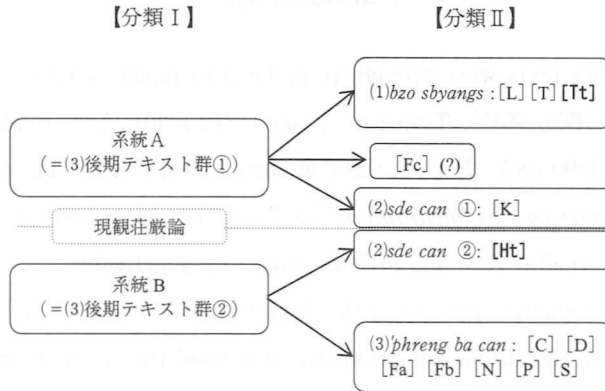 【分類Ⅰ】
【分類Ⅱ】
(1)bzo sbyangs : [L] [T] [Tt]
系統A
(=(3)後期テキスト群①)
[Fc] (?)
(2)sde can ①: [K]
現観荘厳論
(2)sde can ②: [Ht]
系統B
(=(3)後期テキスト群②)
(3)'phreng ba can : [C] [D]
[Fa] [Fb] [N] [P] [S]